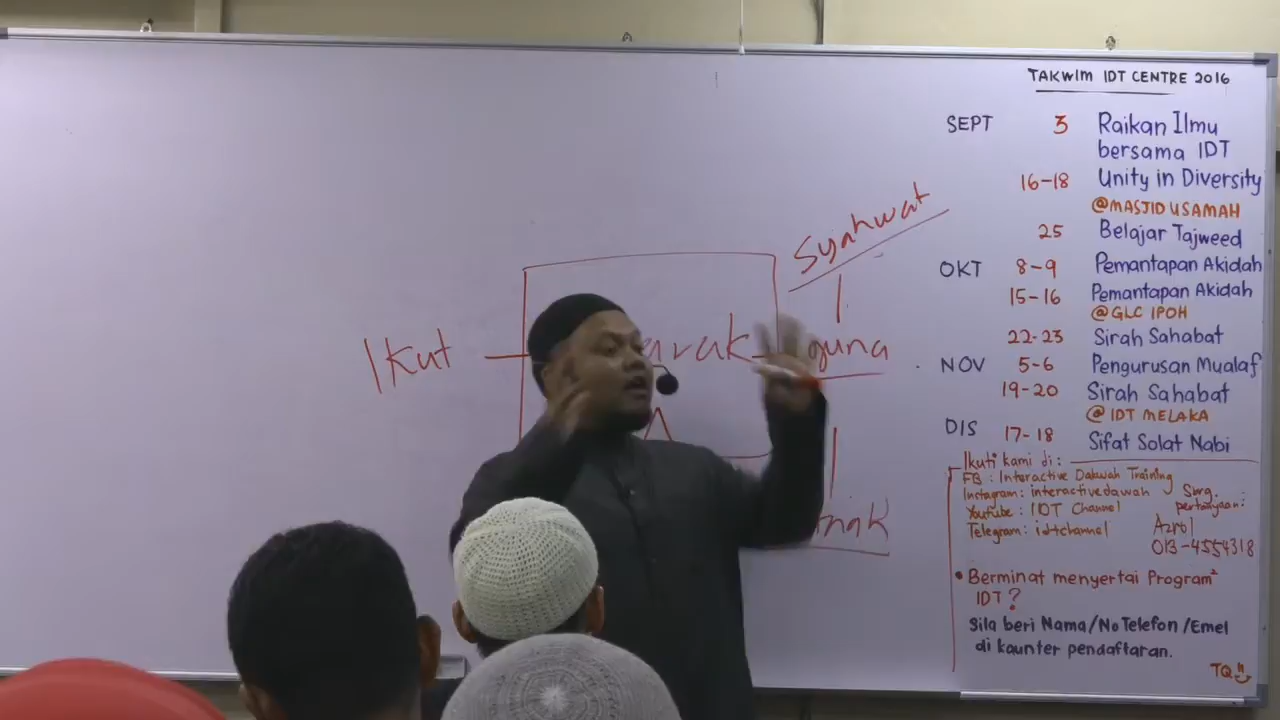 TAKWIM IDT CENTRE 2016
SEPT 3 Raikan Ilmu
bersama IDT
16-18 Unity in Diversity
@MASJID USAMAH
25 Belajar Tajweed
OKT 8-9 Pemantapan Akidah
15-16 Pemantapan Akidah
@GLC IPOH
22-23 Sirah Sahabat
NOV 5-6 Pengurusan Mualaf
19-20 Sirah Sahabat
@IDT MELAKA
DIS 17-18 Sifat Solat Nabi
Ikuti kami di:
FB: Interactive Dakwah Training
Instagram: interactivedawah
Youtube: IDT Channel
Telegram: idtchannel
Sbrg. pertanyaan:
Azrol
013-4554318
• Berminat menyertai Program²
IDT?
Sila beri Nama/No Telefon/Emel
di kaunter pendaftaran.
TQ
Syahwat
Ikut
guna